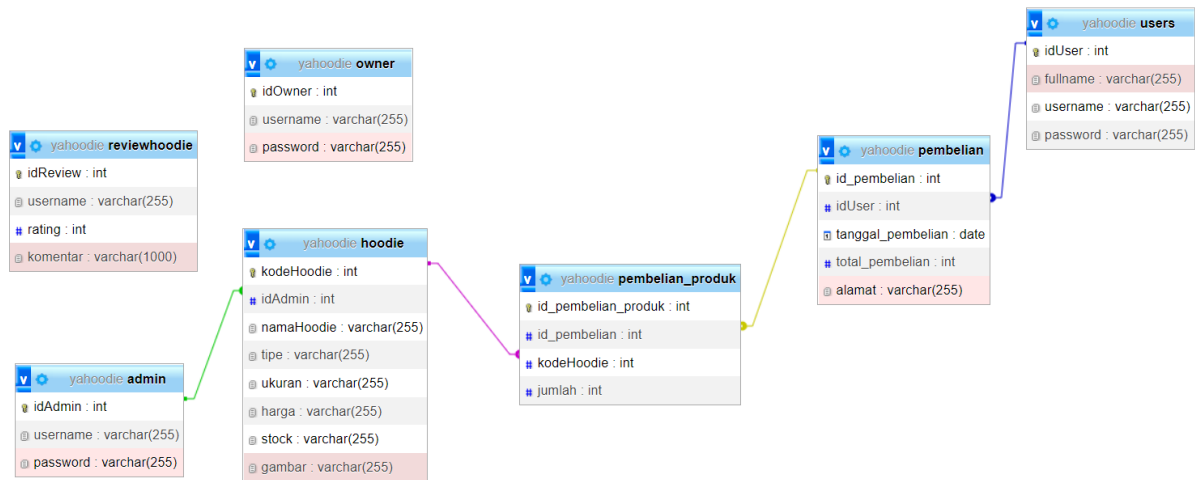 yahoodie users
idUser : int
fullname : varchar(255)
username : varchar(255)
password : varchar(255)
yahoodie owner
idOwner : int
username : varchar(255)
password : varchar(255)
yahoodie reviewhoodie
idReview : int
username : varchar(255)
rating : int
komentar : varchar(1000)
yahoodie pembelian
id_pembelian : int
idUser : int
tanggal_pembelian : date
total_pembelian : int
alamat : varchar(255)
yahoodie hoodie
kodeHoodie : int
idAdmin : int
namaHoodie : varchar(255)
tipe : varchar(255)
ukuran : varchar(255)
harga : varchar(255)
stock : varchar(255)
gambar : varchar(255)
yahoodie pembelian_produk
id_pembelian_produk : int
id_pembelian : int
kodeHoodie : int
jumlah : int
yahoodie admin
idAdmin : int
username : varchar(255)
password : varchar(255)